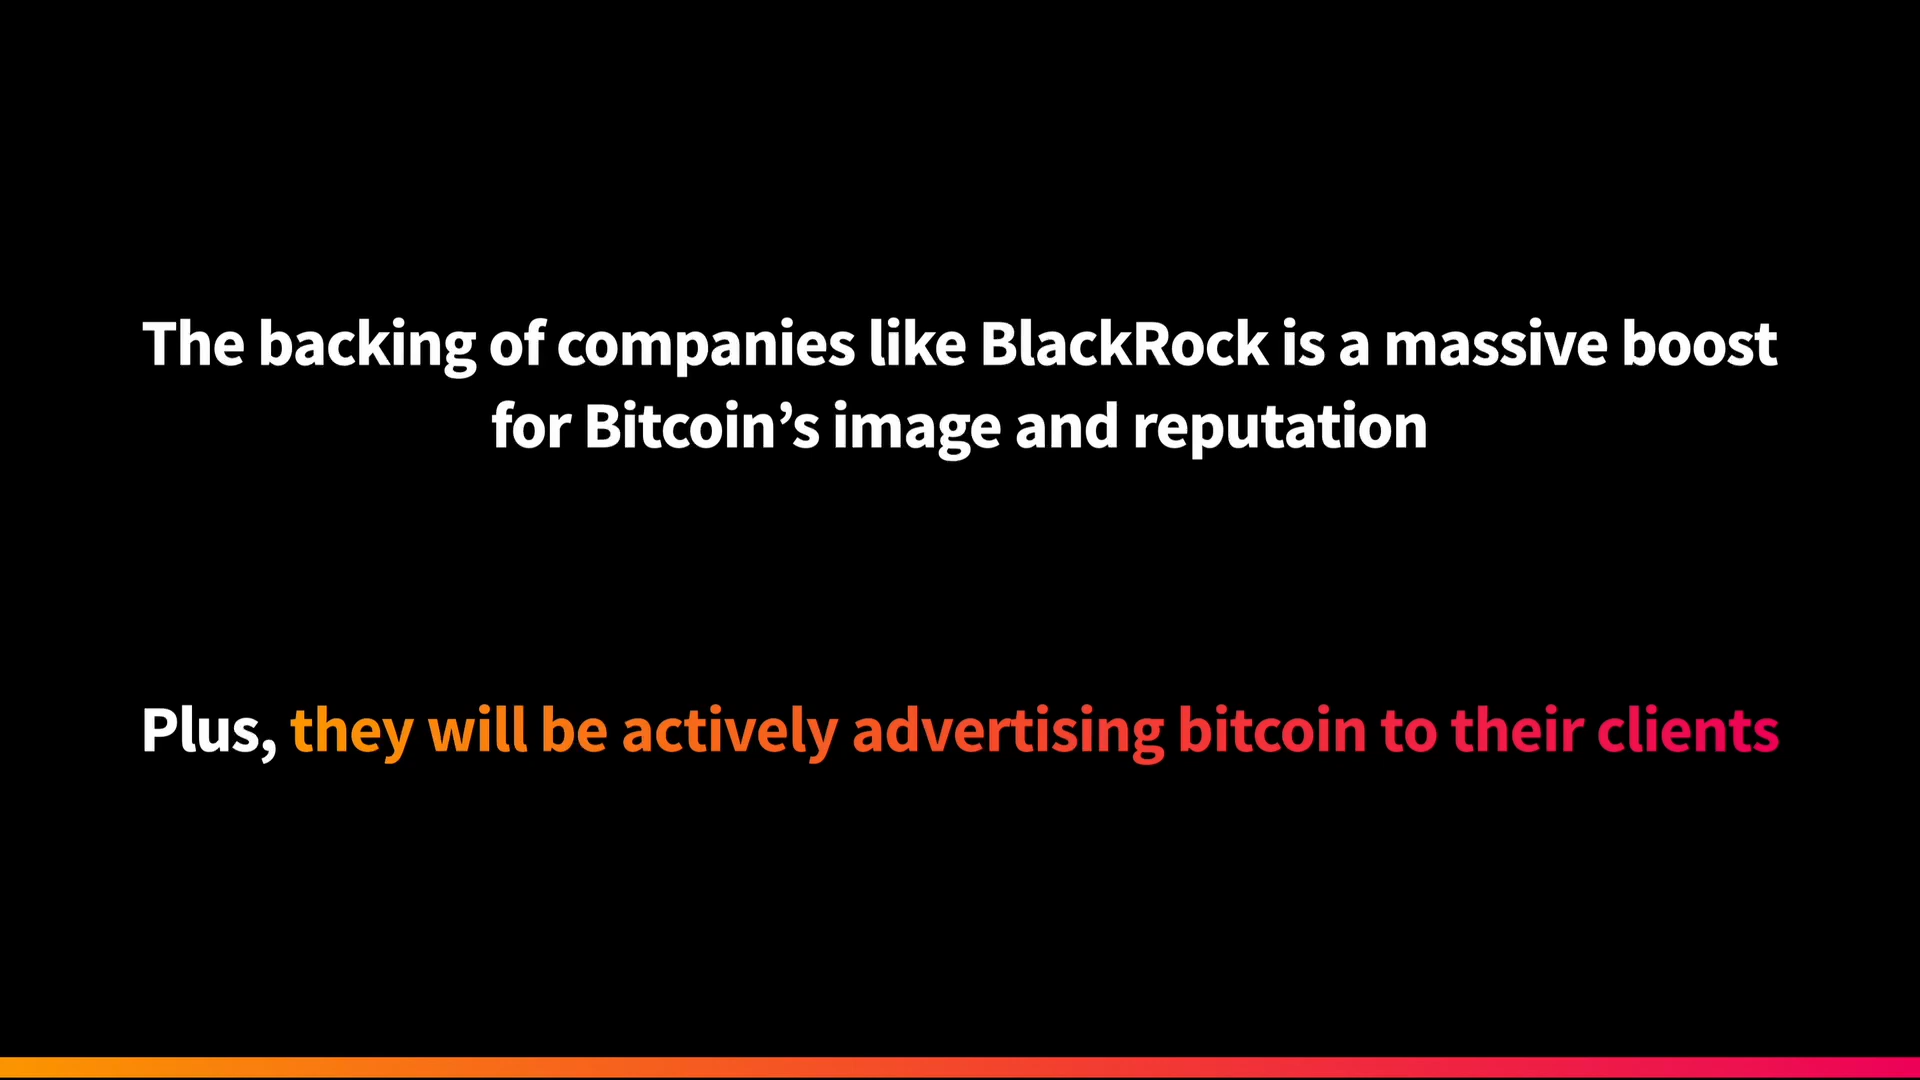 The backing of companies like BlackRock is a massive boost
for Bitcoin’s image and reputation
Plus, they will be actively advertising bitcoin to their clients